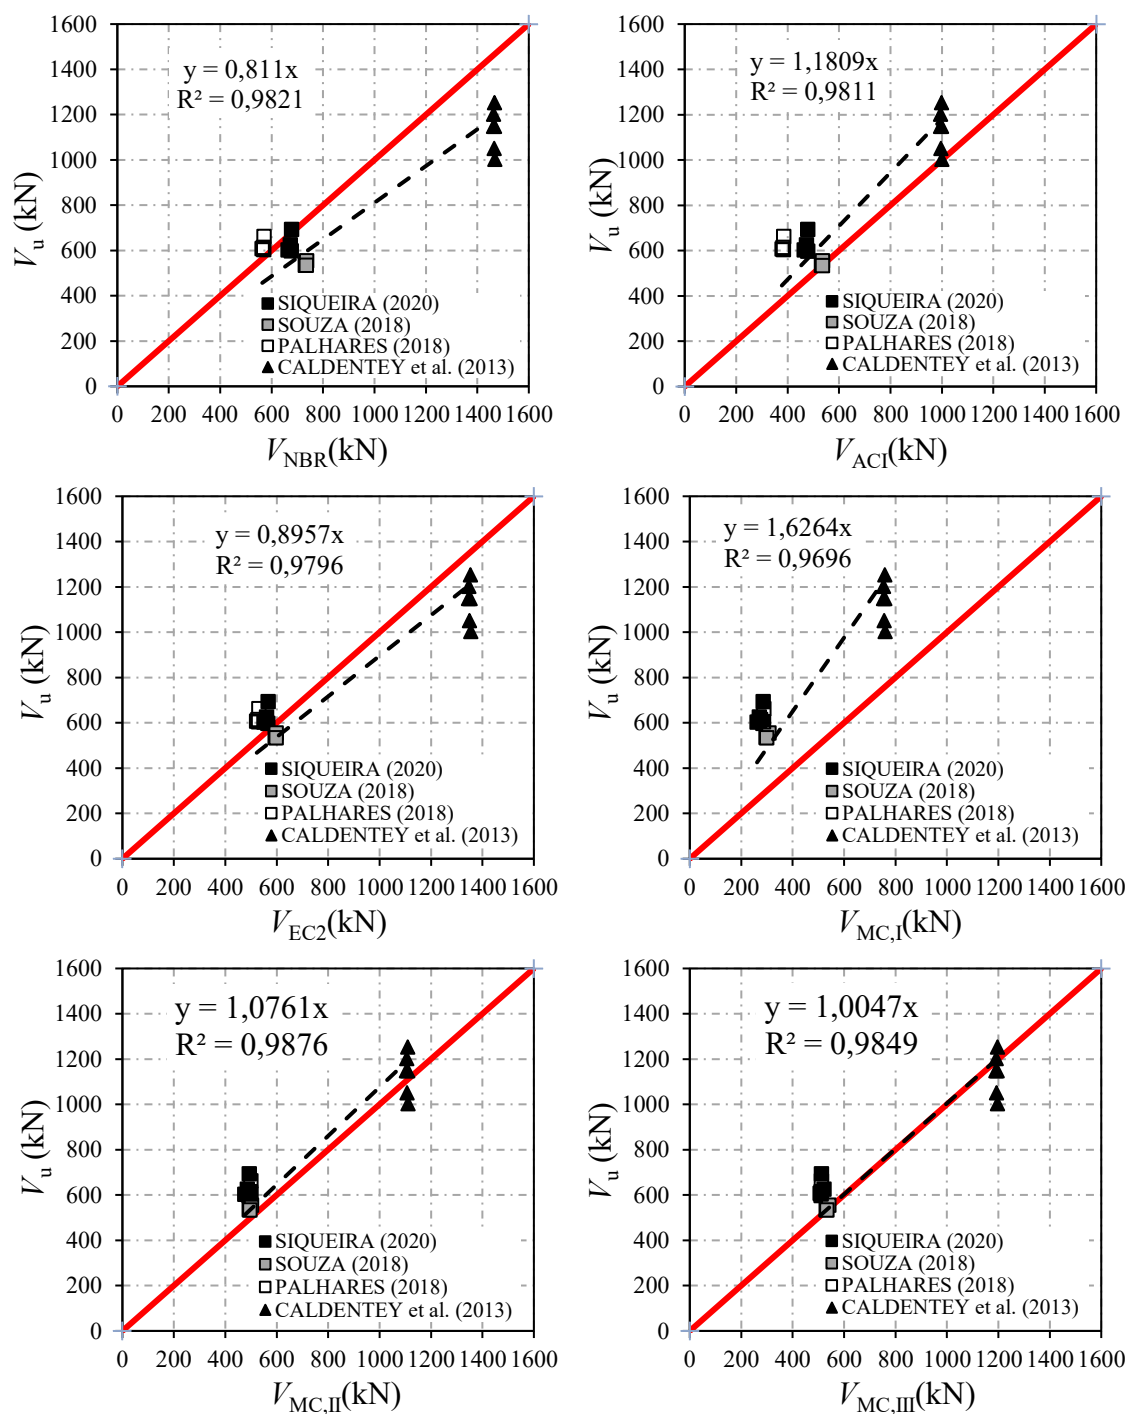 1600
1400
1200
1000
800
600
400
200
0
V_u (kN)
y = 0,811x
R² = 0,9821
SIQUEIRA (2020)
SOUZA (2018)
PALHARES (2018)
CALDENTEY et al. (2013)
0 200 400 600 800 1000 1200 1400 1600
V_NBR(kN)
1600
1400
1200
1000
800
600
400
200
0
V_u (kN)
y = 1,1809x
R² = 0,9811
SIQUEIRA (2020)
SOUZA (2018)
PALHARES (2018)
CALDENTEY et al. (2013)
0 200 400 600 800 1000 1200 1400 1600
V_ACI(kN)
1600
1400
1200
1000
800
600
400
200
0
V_u (kN)
y = 0,8957x
R² = 0,9796
SIQUEIRA (2020)
SOUZA (2018)
PALHARES (2018)
CALDENTEY et al. (2013)
0 200 400 600 800 1000 1200 1400 1600
V_EC2(kN)
1600
1400
1200
1000
800
600
400
200
0
V_u (kN)
y = 1,6264x
R² = 0,9696
SIQUEIRA (2020)
SOUZA (2018)
PALHARES (2018)
CALDENTEY et al. (2013)
0 200 400 600 800 1000 1200 1400 1600
V_MC,I(kN)
1600
1400
1200
1000
800
600
400
200
0
V_u (kN)
y = 1,0761x
R² = 0,9876
SIQUEIRA (2020)
SOUZA (2018)
PALHARES (2018)
CALDENTEY et al. (2013)
0 200 400 600 800 1000 1200 1400 1600
V_MC,II(kN)
1600
1400
1200
1000
800
600
400
200
0
V_u (kN)
y = 1,0047x
R² = 0,9849
SIQUEIRA (2020)
SOUZA (2018)
PALHARES (2018)
CALDENTEY et al. (2013)
0 200 400 600 800 1000 1200 1400 1600
V_MC,III(kN)